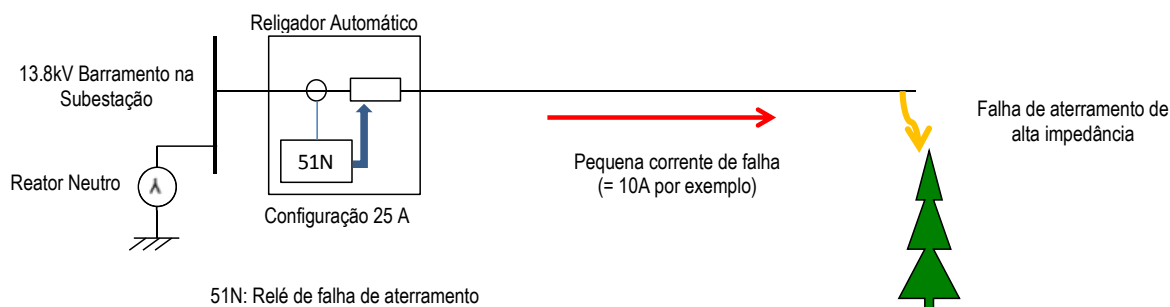 Religador Automático
13.8kV Barramento na
Subestação
51N
Reator Neutro
Configuração 25 A
Pequena corrente de falha
(= 10A por exemplo)
Falha de aterramento de
alta impedância
51N: Relé de falha de aterramento